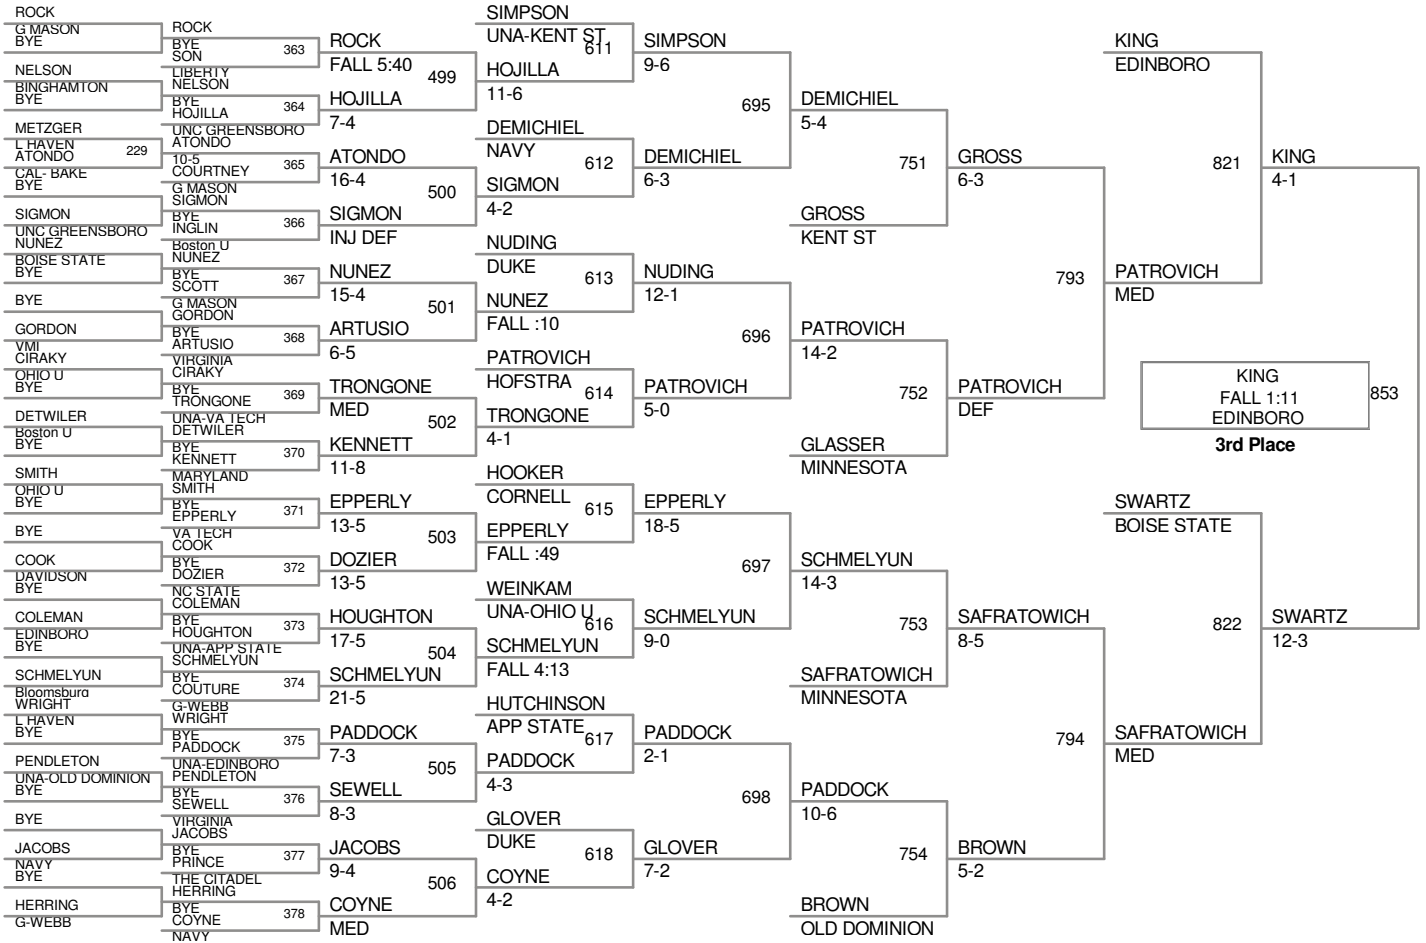 ROCK
G MASON
BYE
NELSON
BINGHAMTON
BYE
METZGER
L HAVEN
ATONDO
229
CAL- BAKE
BYE
SIGMON
UNC GREENSBORO
NUNEZ
BOISE STATE
BYE
BYE
GORDON
VMI
CIRAKY
OHIO U
BYE
DETWILER
Boston U
BYE
SMITH
OHIO U
BYE
BYE
COOK
DAVIDSON
BYE
COLEMAN
EDINBORO
BYE
SCHMELYUN
Bloomsburg
WRIGHT
L HAVEN
BYE
PENDLETON
UNA-OLD DOMINION
BYE
BYE
JACOBS
NAVY
BYE
HERRING
G-WEBB
ROCK
BYE
SON
363
LIBERTY
NELSON
BYE
HOJILLA
364
UNC GREENSBORO
ATONDO
10-5
COURTNEY
365
G MASON
SIGMON
BYE
INGLIN
366
Boston U
NUNEZ
BYE
SCOTT
367
G MASON
GORDON
BYE
ARTUSIO
368
VIRGINIA
CIRAKY
BYE
TRONGONE
369
UNA-VA TECH
DETWILER
BYE
KENNETT
370
MARYLAND
SMITH
BYE
EPPERLY
371
VA TECH
COOK
BYE
DOZIER
372
NC STATE
COLEMAN
BYE
HOUGHTON
373
UNA-APP STATE
SCHMELYUN
BYE
COUTURE
374
G-WEBB
WRIGHT
BYE
PADDOCK
375
UNA-EDINBORO
PENDLETON
BYE
SEWELL
376
VIRGINIA
JACOBS
BYE
PRINCE
377
THE CITADEL
HERRING
BYE
COYNE
378
NAVY
ROCK
FALL 5:40
499
HOJILLA
7-4
ATONDO
16-4
500
SIGMON
INJ DEF
NUNEZ
15-4
501
ARTUSIO
6-5
TRONGONE
MED
502
KENNETT
11-8
EPPERLY
13-5
503
DOZIER
13-5
HOUGHTON
17-5
504
SCHMELYUN
21-5
PADDOCK
7-3
505
SEWELL
8-3
JACOBS
9-4
506
COYNE
MED
SIMPSON
UNA-KENT ST
611
HOJILLA
11-6
DEMICHIEL
NAVY
612
SIGMON
4-2
NUDING
DUKE
613
NUNEZ
FALL :10
PATROVICH
HOFSTRA
614
TRONGONE
4-1
HOOKER
CORNELL
615
EPPERLY
FALL :49
WEINKAM
UNA-OHIO U
616
SCHMELYUN
FALL 4:13
HUTCHINSON
APP STATE
617
PADDOCK
4-3
GLOVER
DUKE
618
COYNE
4-2
SIMPSON
9-6
695
DEMICHIEL
6-3
NUDING
12-1
696
PATROVICH
5-0
EPPERLY
18-5
697
SCHMELYUN
9-0
PADDOCK
2-1
698
GLOVER
7-2
DEMICHIEL
5-4
751
GROSS
KENT ST
PATROVICH
14-2
752
GLASSER
MINNESOTA
SCHMELYUN
14-3
753
SAFRATOWICH
MINNESOTA
PADDOCK
10-6
754
BROWN
OLD DOMINION
GROSS
6-3
793
PATROVICH
DEF
SAFRATOWICH
8-5
794
BROWN
5-2
KING
EDINBORO
821
PATROVICH
MED
SWARTZ
BOISE STATE
822
SAFRATOWICH
MED
KING
4-1
KING
FALL 1:11
EDINBORO
853
3rd Place
SWARTZ
12-3